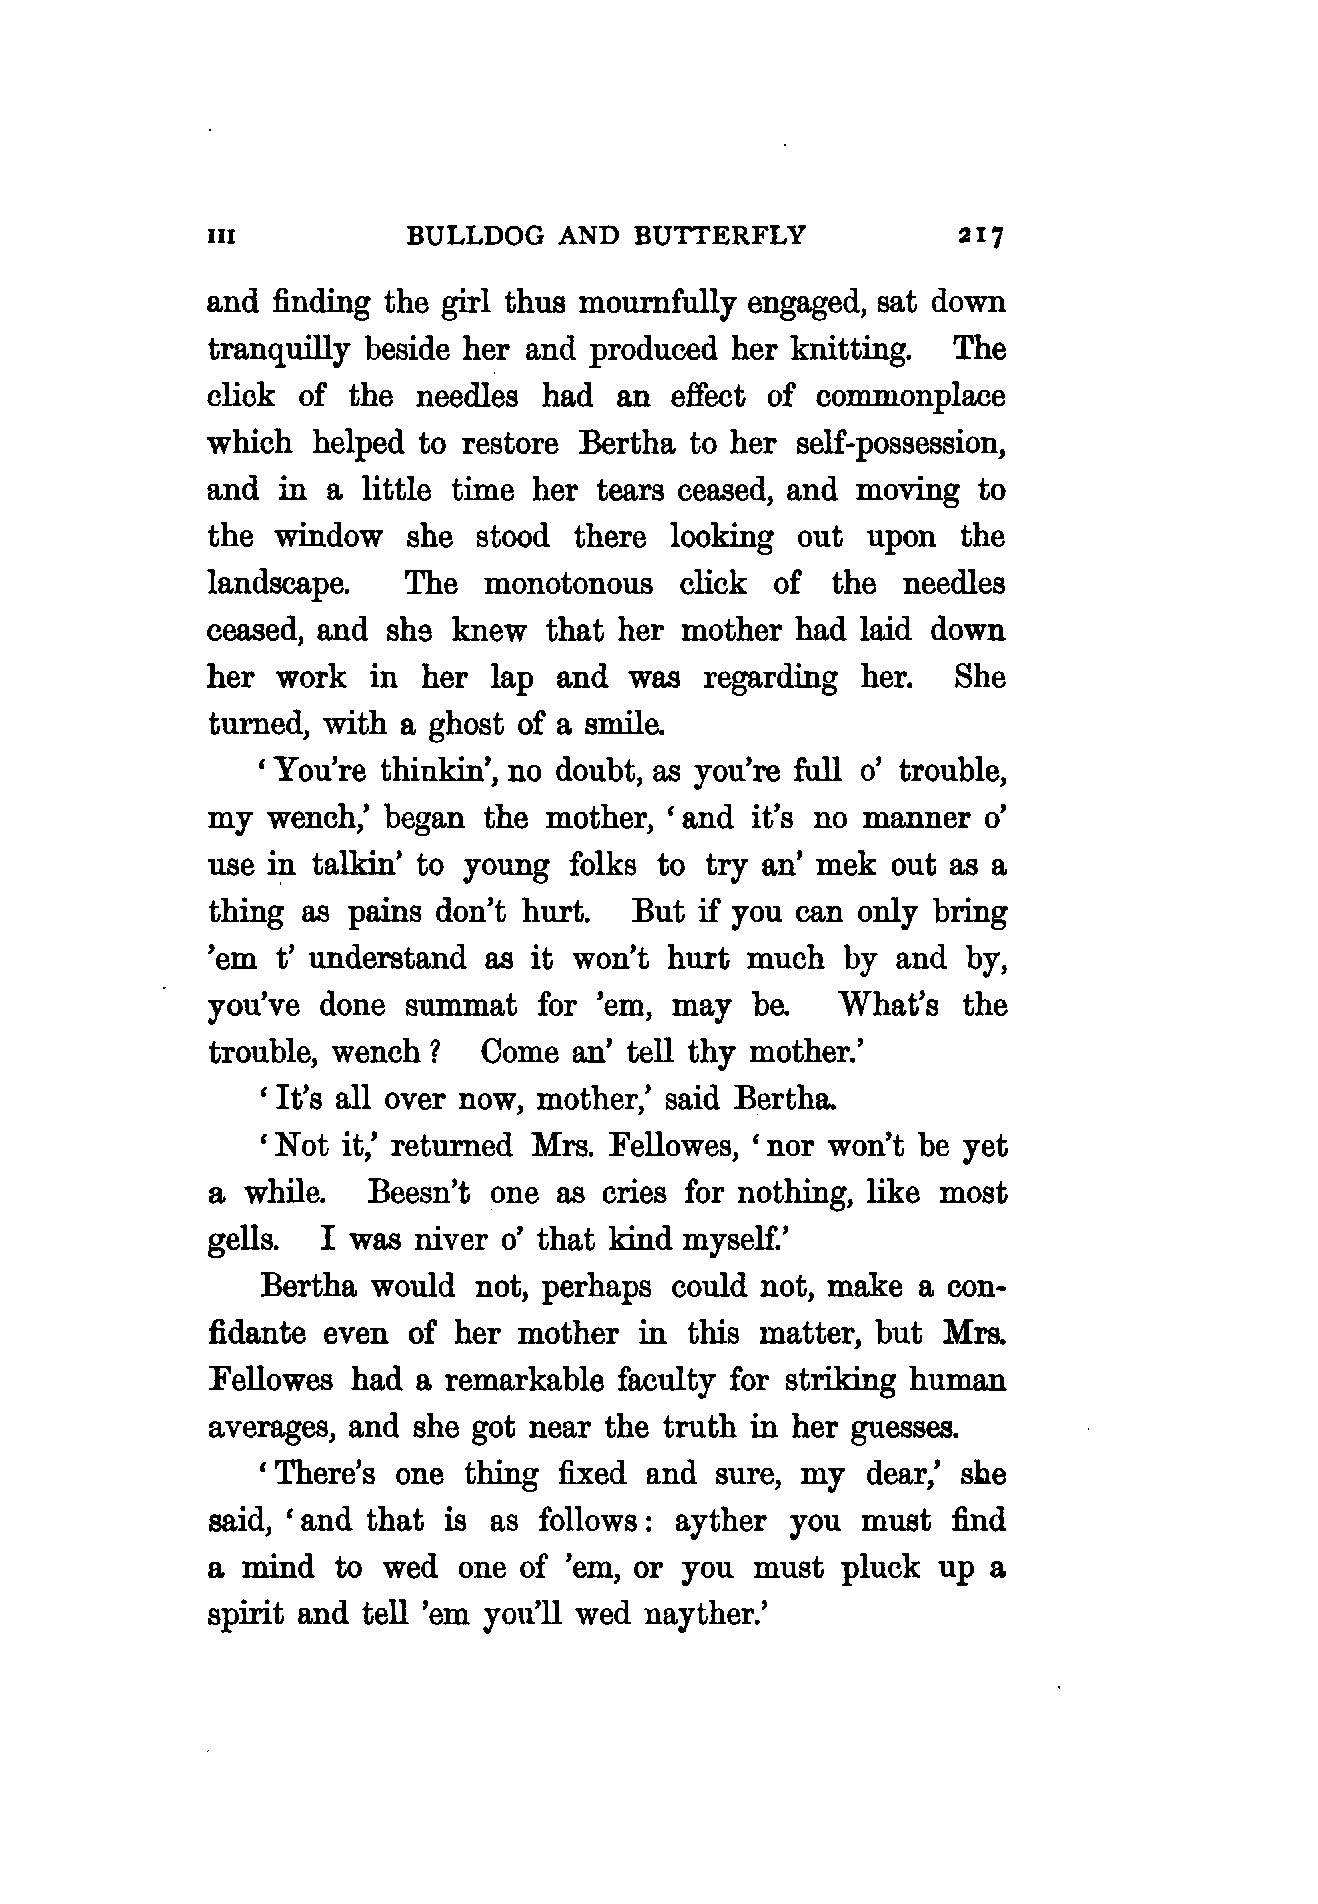 III BULLDOG AND BUTTERFLY 217
and finding the girl thus mournfully engaged, sat down
tranquilly beside her and produced her knitting. The
click of the needles had an effect of commonplace
which helped to restore Bertha to her self-possession,
and in a little time her tears ceased, and moving to
the window she stood there looking out upon the
landscape. The monotonous click of the needles
ceased, and she knew that her mother had laid down
her work in her lap and was regarding her. She
turned, with a ghost of a smile.
‘You're thinkin’, no doubt, as you're full o’ trouble,
my wench,’ began the mother, ‘and it's no manner o’
use in talkin’ to young folks to try an’ mek out as a
thing as pains don't hurt. But if you can only bring
’em t’ understand as it won't hurt much by and by,
you've done summat for ’em, may be. What's the
trouble, wench? Come an’ tell thy mother.’
‘It's all over now, mother,’ said Bertha.
‘Not it,’ returned Mrs. Fellowes, ‘nor won't be yet
a while. Beesn't one as cries for nothing, like most
gells. I was niver o’ that kind myself.’
Bertha would not, perhaps could not, make a con-
fidante even of her mother in this matter, but Mrs.
Fellowes had a remarkable faculty for striking human
averages, and she got near the truth in her guesses.
‘There's one thing fixed and sure, my dear,’ she
said, ‘and that is as follows: ayther you must find
a mind to wed one of ’em, or you must pluck up a
spirit and tell ’em you'll wed nayther.’